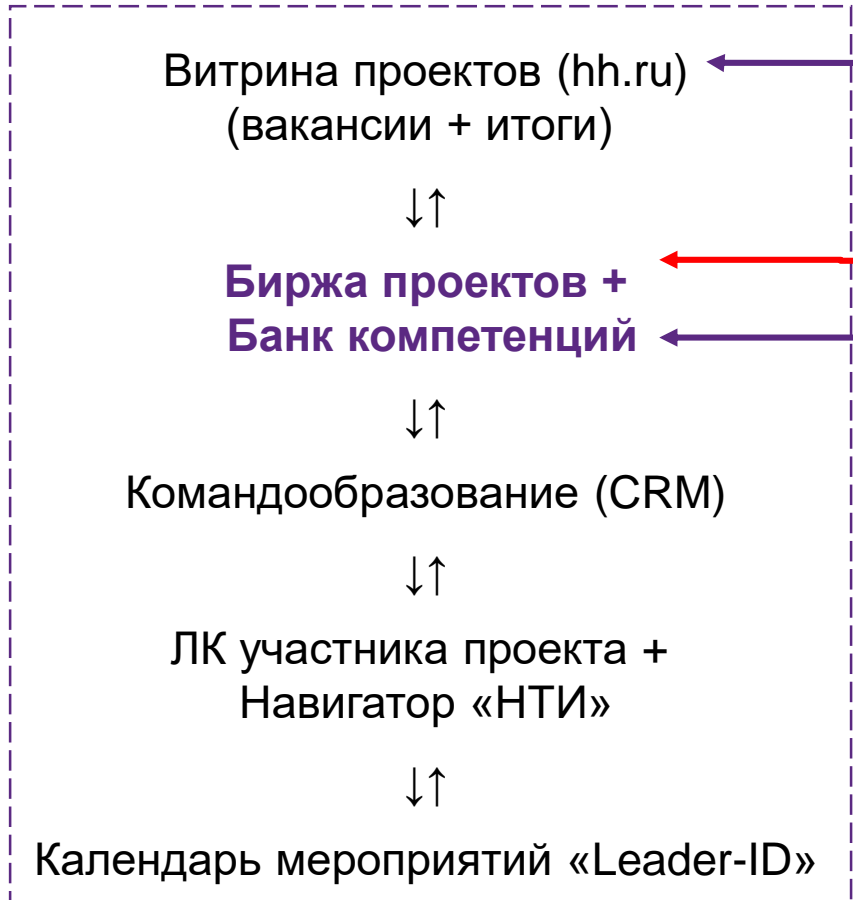 Витрина проектов (hh.ru)
(вакансии + итоги)
↓↑
Биржа проектов +
Банк компетенций
↓↑
Командообразование (CRM)
↓↑
ЛК участника проекта +
Навигатор «НТИ»
↓↑
Календарь мероприятий «Leader-ID»